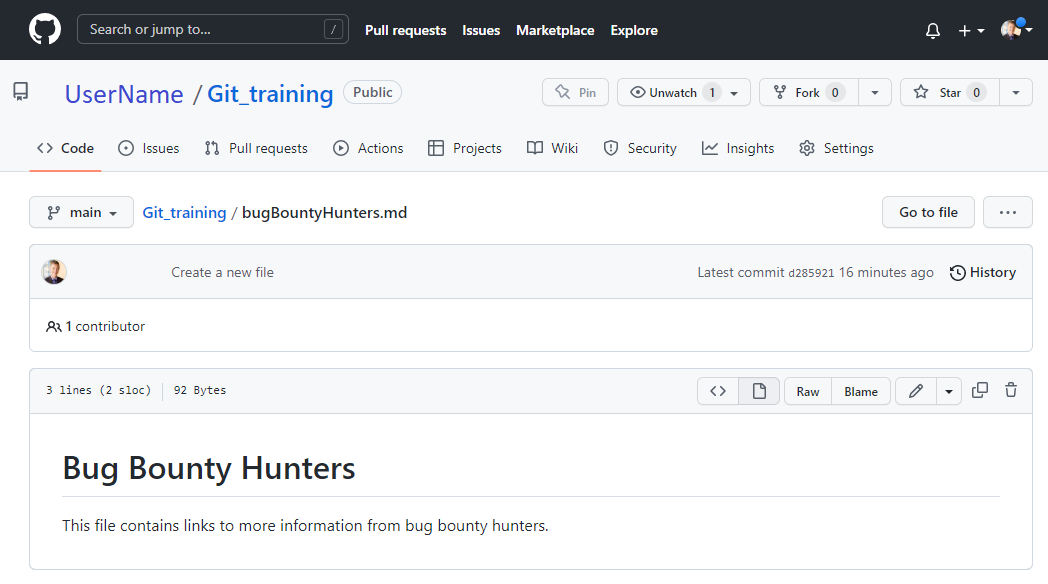 Search or jump to... / Pull requests Issues Marketplace Explore
UserName / Git_training Public Pin Unwatch 1 Fork 0 Star 0
Code Issues Pull requests Actions Projects Wiki Security Insights Settings
main Git_training / bugBountyHunters.md Go to file ...
Create a new file Latest commit d285921 16 minutes ago History
1 contributor
3 lines (2 sloc) 92 Bytes <> Raw Blame
Bug Bounty Hunters
This file contains links to more information from bug bounty hunters.